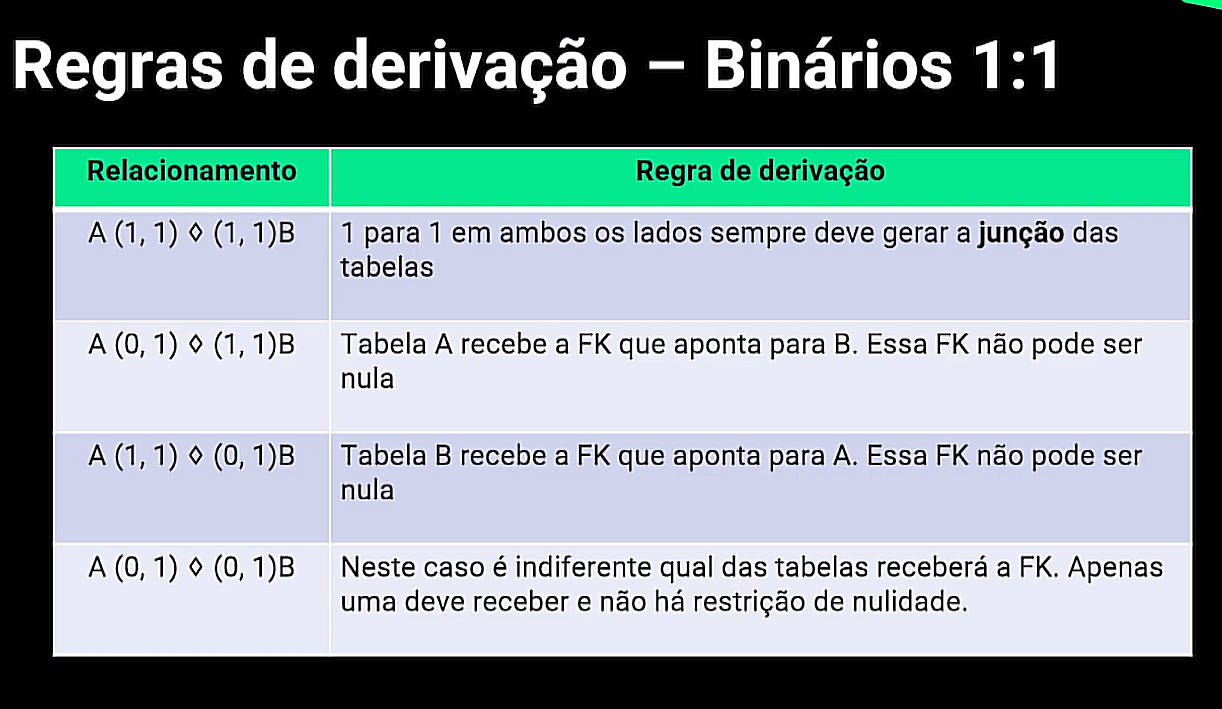 Regras de derivação – Binários 1:1
Relacionamento
Regra de derivação
A (1, 1) ◊ (1, 1)B
1 para 1 em ambos os lados sempre deve gerar a junção das
tabelas
A (0, 1) ◊ (1, 1)B
Tabela A recebe a FK que aponta para B. Essa FK não pode ser
nula
A (1, 1) ◊ (0, 1)B
Tabela B recebe a FK que aponta para A. Essa FK não pode ser
nula
A (0, 1) ◊ (0, 1)B
Neste caso é indiferente qual das tabelas receberá a FK. Apenas
uma deve receber e não há restrição de nulidade.